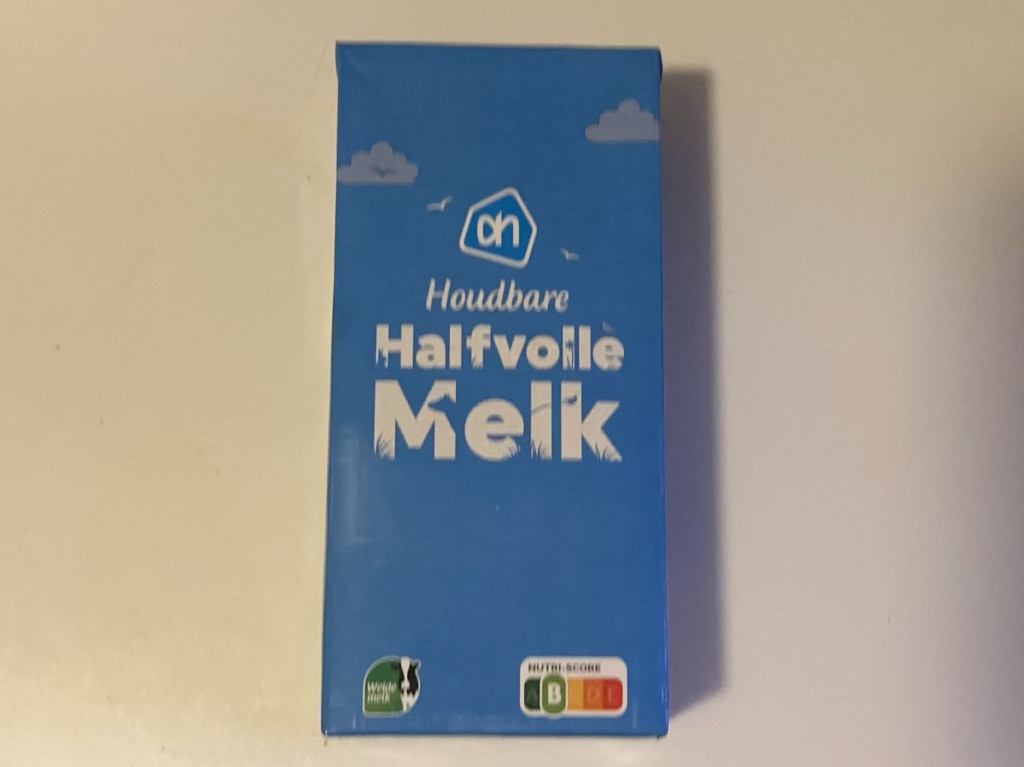 ah
Houdbare
Halfvolle
Melk
Weide
melk
NUTRI-SCORE
A B C D E